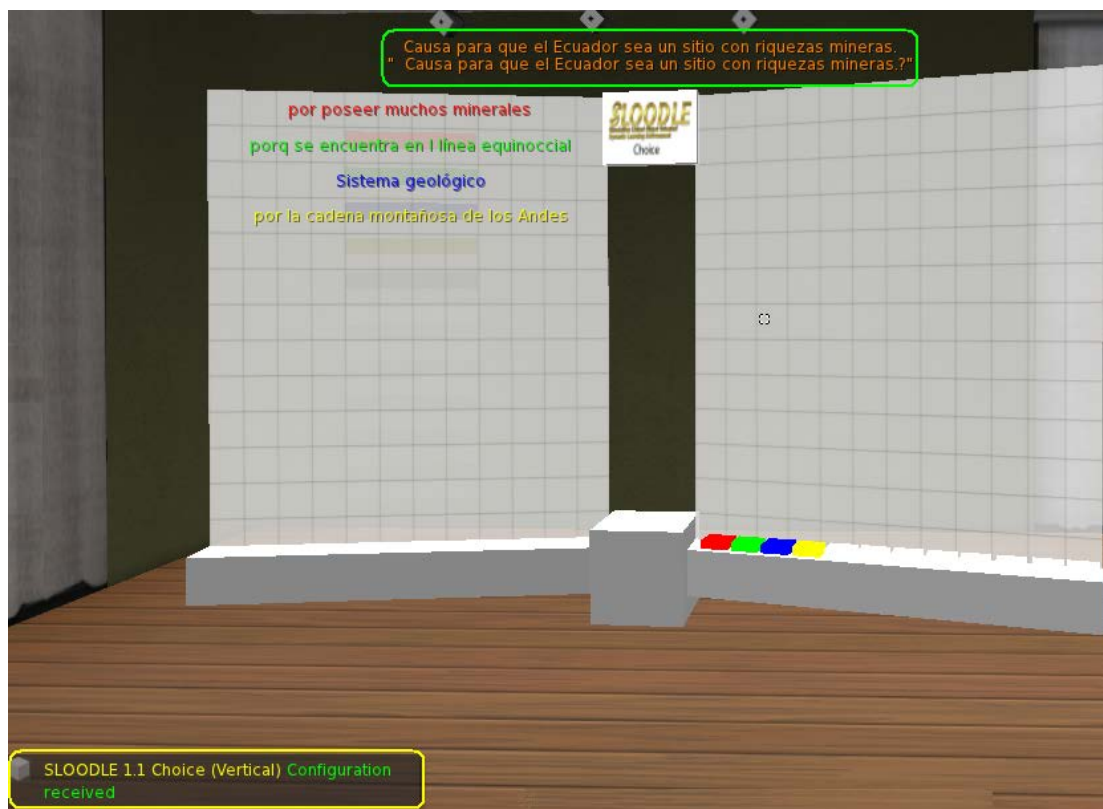 Causa para que el Ecuador sea un sitio con riquezas mineras.
" Causa para que el Ecuador sea un sitio con riquezas mineras.?"
por poseer muchos minerales
porq se encuentra en l línea equinoccial
Sistema geológico
por la cadena montañosa de los Andes
SLOODLE
Choice
SLOODLE 1.1 Choice (Vertical) Configuration
received